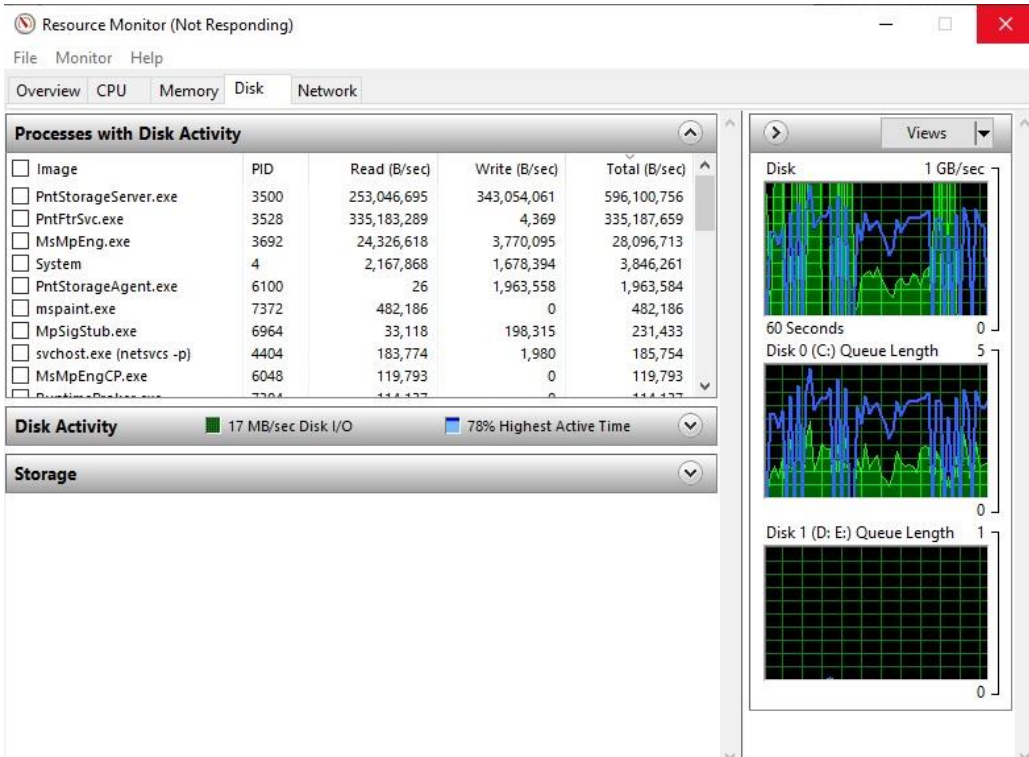 Resource Monitor (Not Responding)
File Monitor Help
Overview CPU Memory Disk Network
Processes with Disk Activity
Image PID Read (B/sec) Write (B/sec) Total (B/sec)
PntStorageServer.exe 3500 253,046,695 343,054,061 596,100,756
PntFtrSvc.exe 3528 335,183,289 4,369 335,187,659
MsMpEng.exe 3692 24,326,618 3,770,095 28,096,713
System 4 2,167,868 1,678,394 3,846,261
PntStorageAgent.exe 6100 26 1,963,558 1,963,584
mspaint.exe 7372 482,186 0 482,186
MpSigStub.exe 6964 33,118 198,315 231,433
svchost.exe (netsvcs -p) 4404 183,774 1,980 185,754
MsMpEngCP.exe 6048 119,793 0 119,793
Disk Activity 17 MB/sec Disk I/O 78% Highest Active Time
Storage
Views
Disk 1 GB/sec
60 Seconds 0
Disk 0 (C:) Queue Length 5
0
Disk 1 (D: E:) Queue Length 1
0